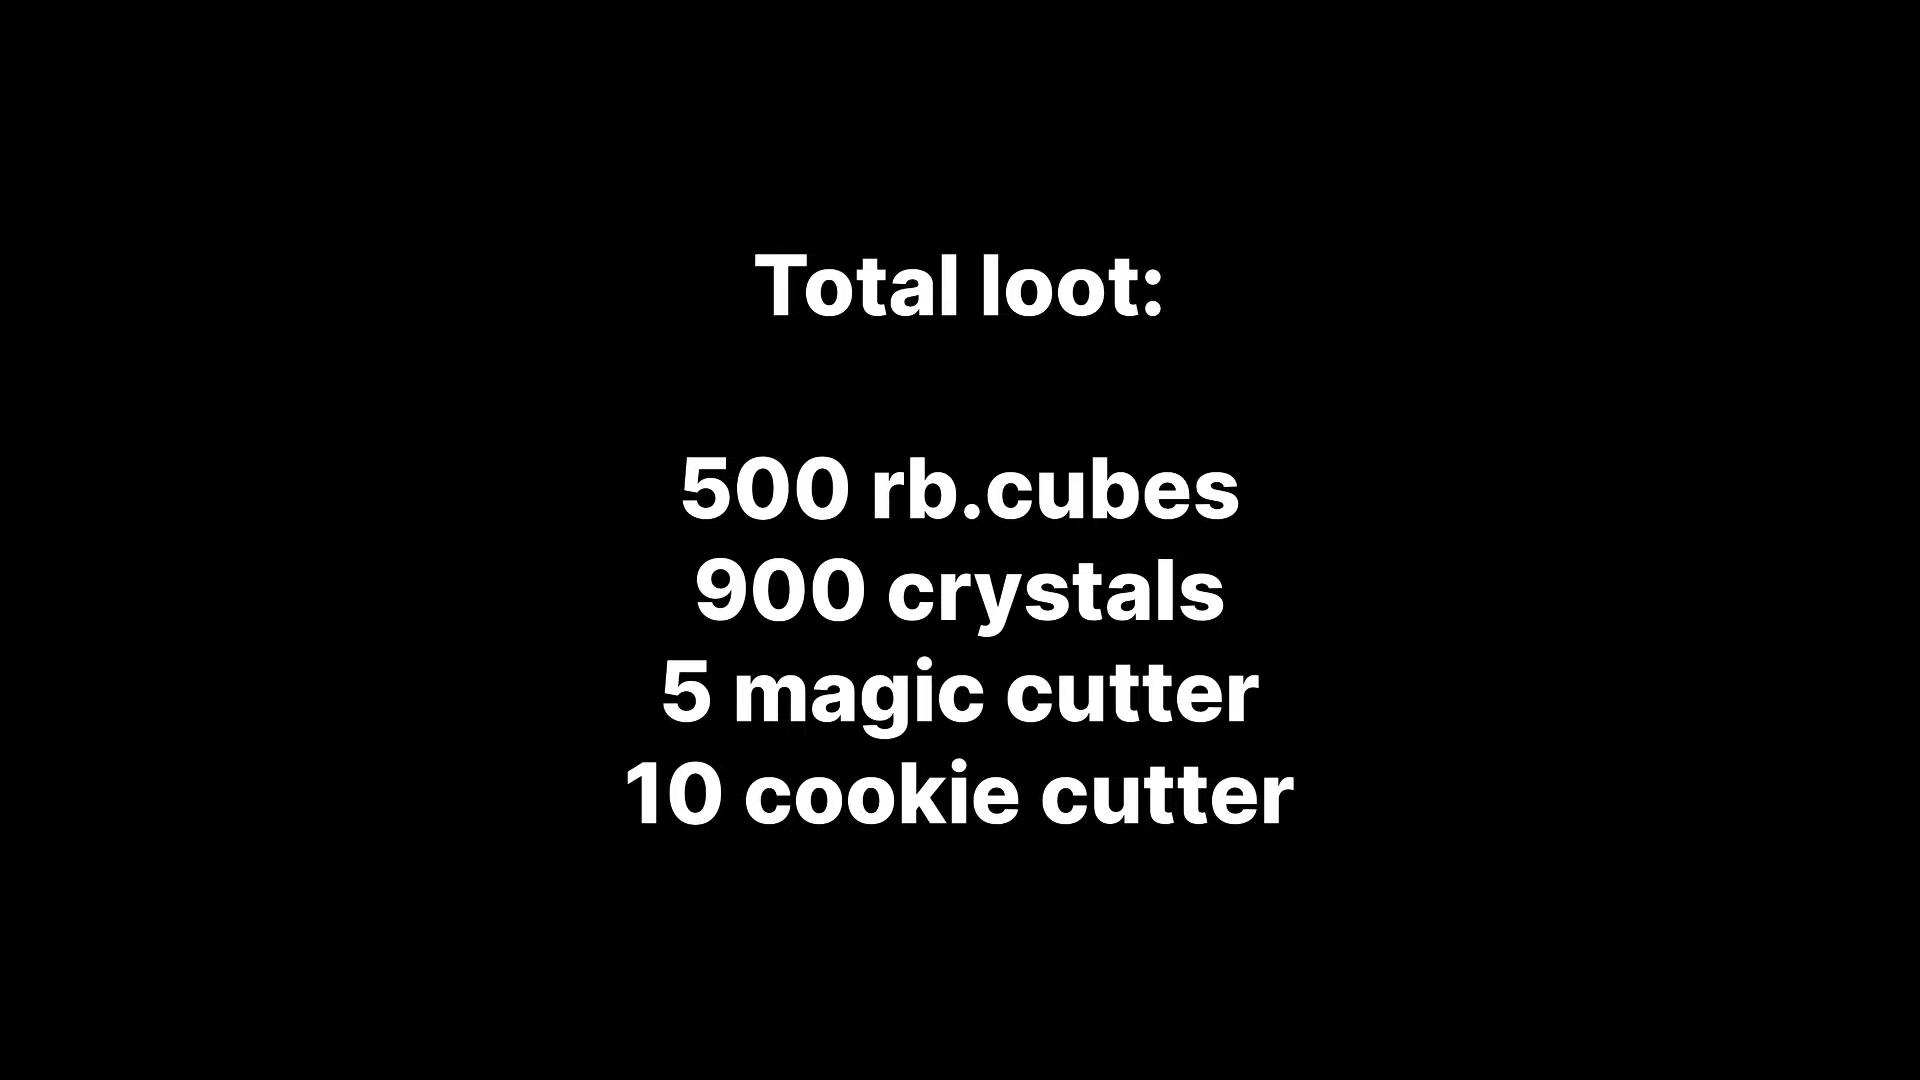 Total loot:
500 rb.cubes
900 crystals
5 magic cutter
10 cookie cutter